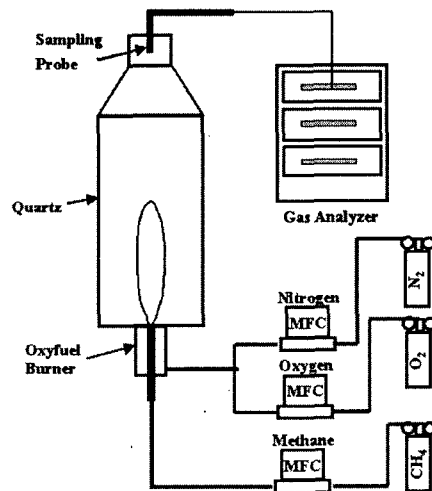 Sampling
Probe
Quartz
Gas Analyzer
Nitrogen
MFC
N₂
Oxyfuel
Burner
Oxygen
MFC
O₂
Methane
MFC
CH₄